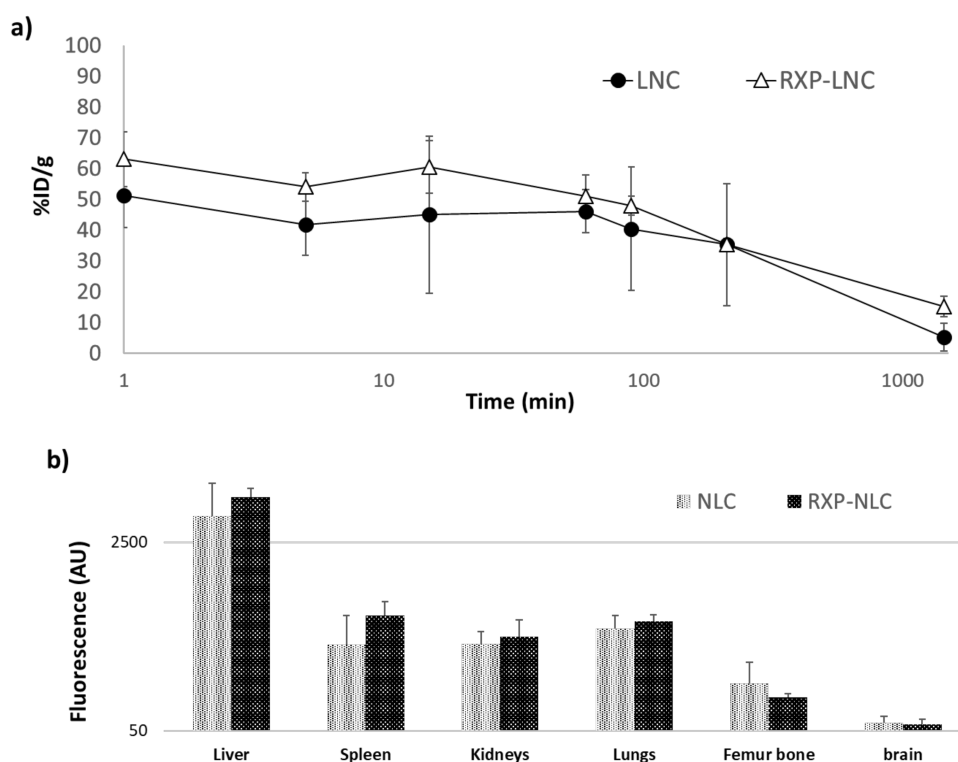 a)
100
90
80
70
60
50
40
30
20
10
0
%ID/g
LNC RXP-LNC
1 10 100 1000
Time (min)
b)
NLC RXP-NLC
Fluorescence (AU)
2500
50
Liver Spleen Kidneys Lungs Femur bone brain